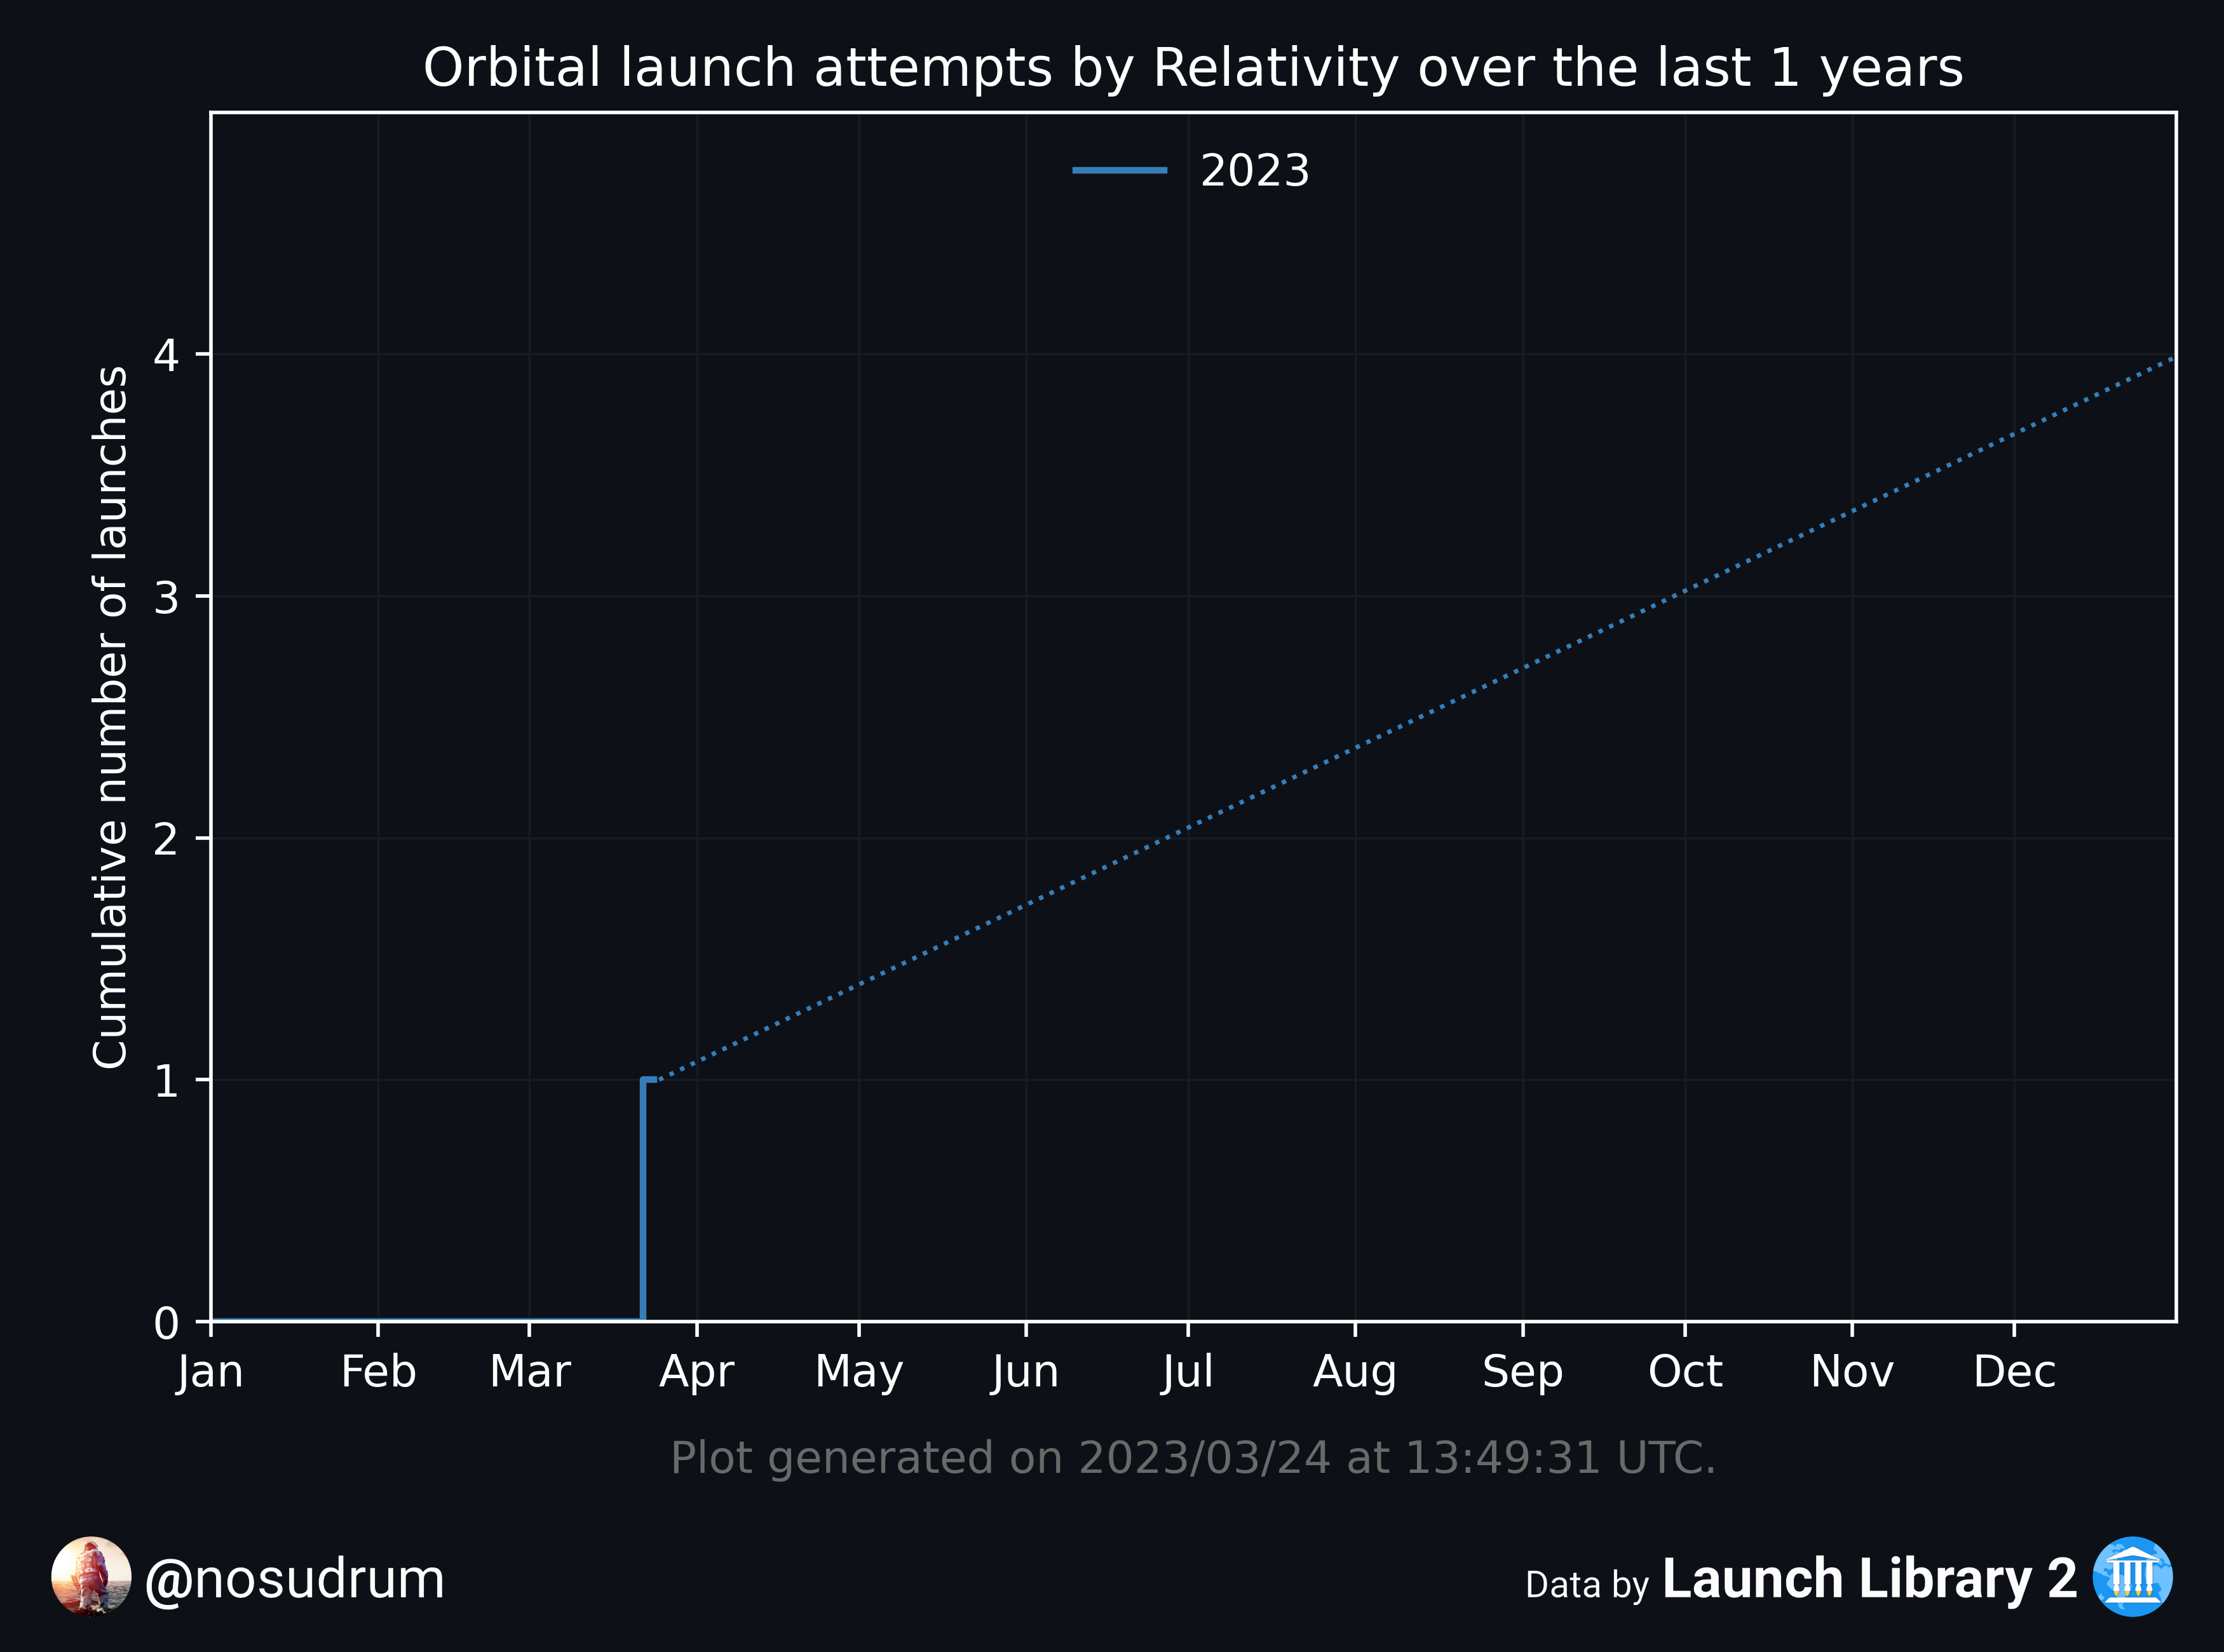 Orbital launch attempts by Relativity over the last 1 years
2023
Cumulative number of launches
4
3
2
1
0
Jan Feb Mar Apr May Jun Jul Aug Sep Oct Nov Dec
Plot generated on 2023/03/24 at 13:49:31 UTC.
@nosudrum
Data by Launch Library 2